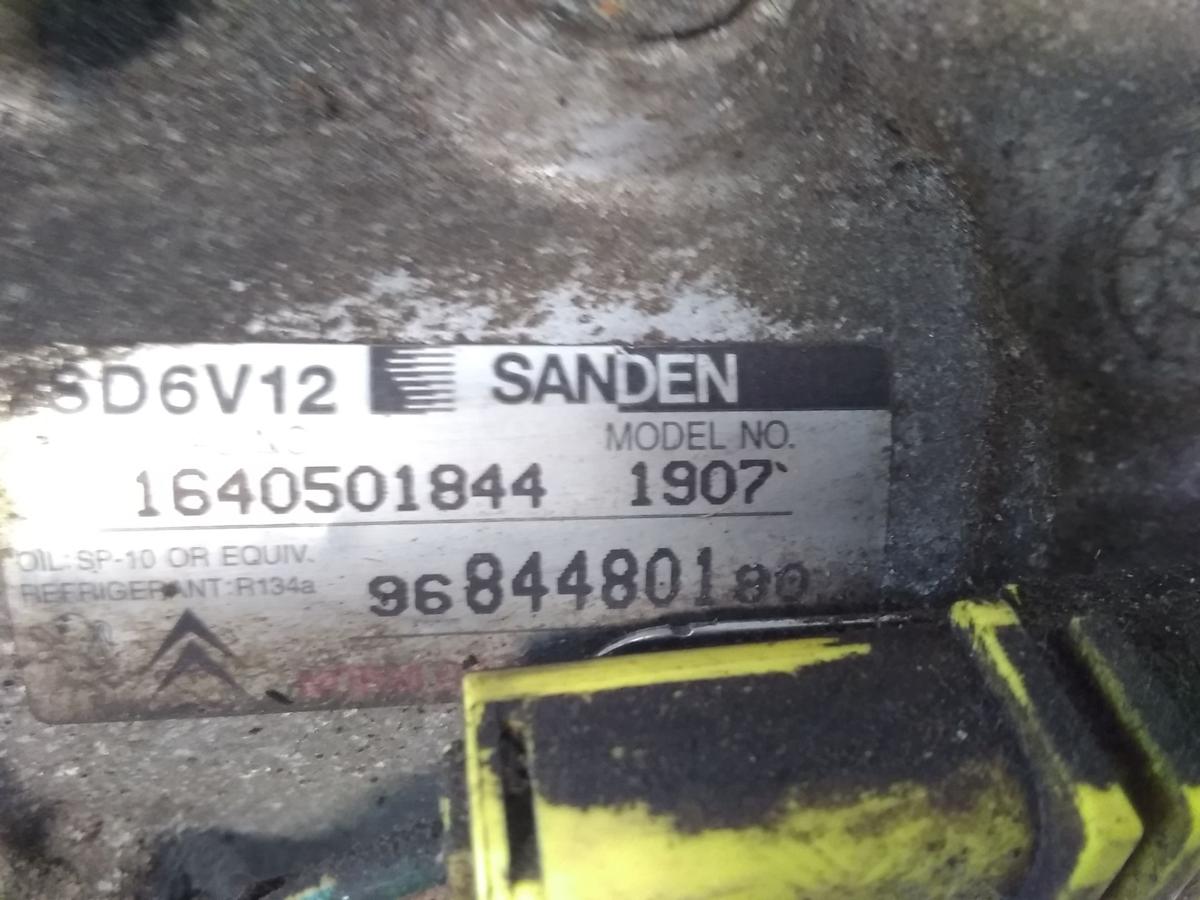 SD6V12 SANDEN
MODEL NO.
1640501844 1907
OIL: SP-10 OR EQUIV.
REFRIGERANT: R134a
9684480180